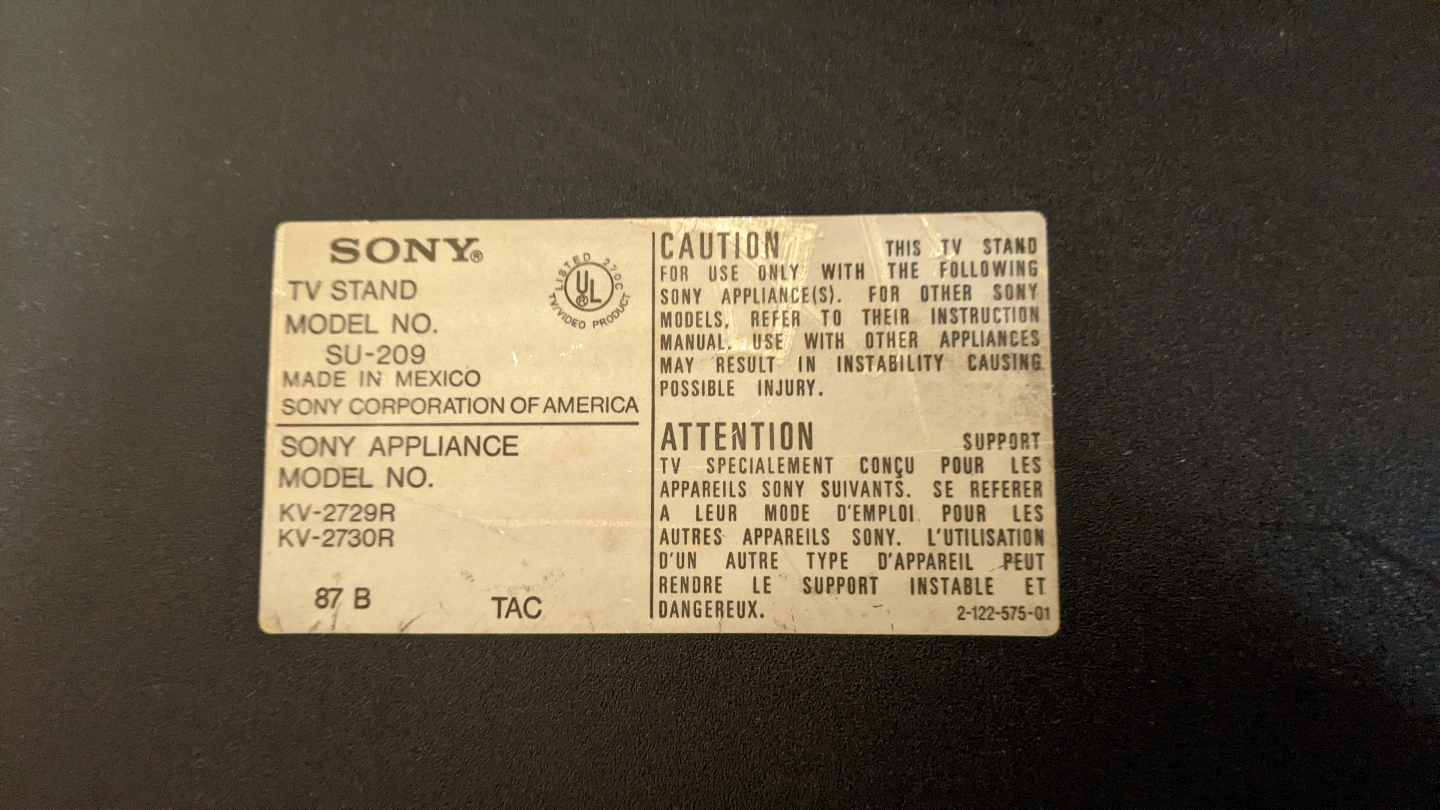 SONY®
TV STAND
MODEL NO.
SU-209
MADE IN MEXICO
SONY CORPORATION OF AMERICA
LISTED 270C
UL®
TV/VIDEO PRODUCT
SONY APPLIANCE
MODEL NO.
KV-2729R
KV-2730R
87 B
TAC
CAUTION THIS TV STAND
FOR USE ONLY WITH THE FOLLOWING
SONY APPLIANCE(S). FOR OTHER SONY
MODELS, REFER TO THEIR INSTRUCTION
MANUAL. USE WITH OTHER APPLIANCES
MAY RESULT IN INSTABILITY CAUSING
POSSIBLE INJURY.
ATTENTION SUPPORT
TV SPECIALEMENT CONÇU POUR LES
APPAREILS SONY SUIVANTS. SE REFERER
A LEUR MODE D'EMPLOI POUR LES
AUTRES APPAREILS SONY. L'UTILISATION
D'UN AUTRE TYPE D'APPAREIL PEUT
RENDRE LE SUPPORT INSTABLE ET
DANGEREUX.
2-122-575-01